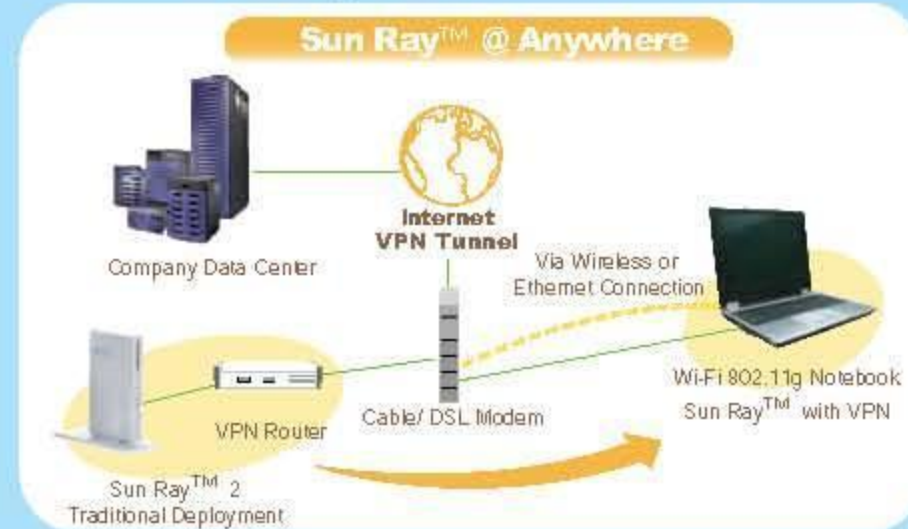 Sun Ray™ @ Anywhere
Internet
VPN Tunnel
Company Data Center
Via Wireless or
Ethernet Connection
Wi-Fi 802.11g Notebook
Sun Ray™ with VPN
Cable/ DSL Modem
VPN Router
Sun Ray™ 2
Traditional Deployment